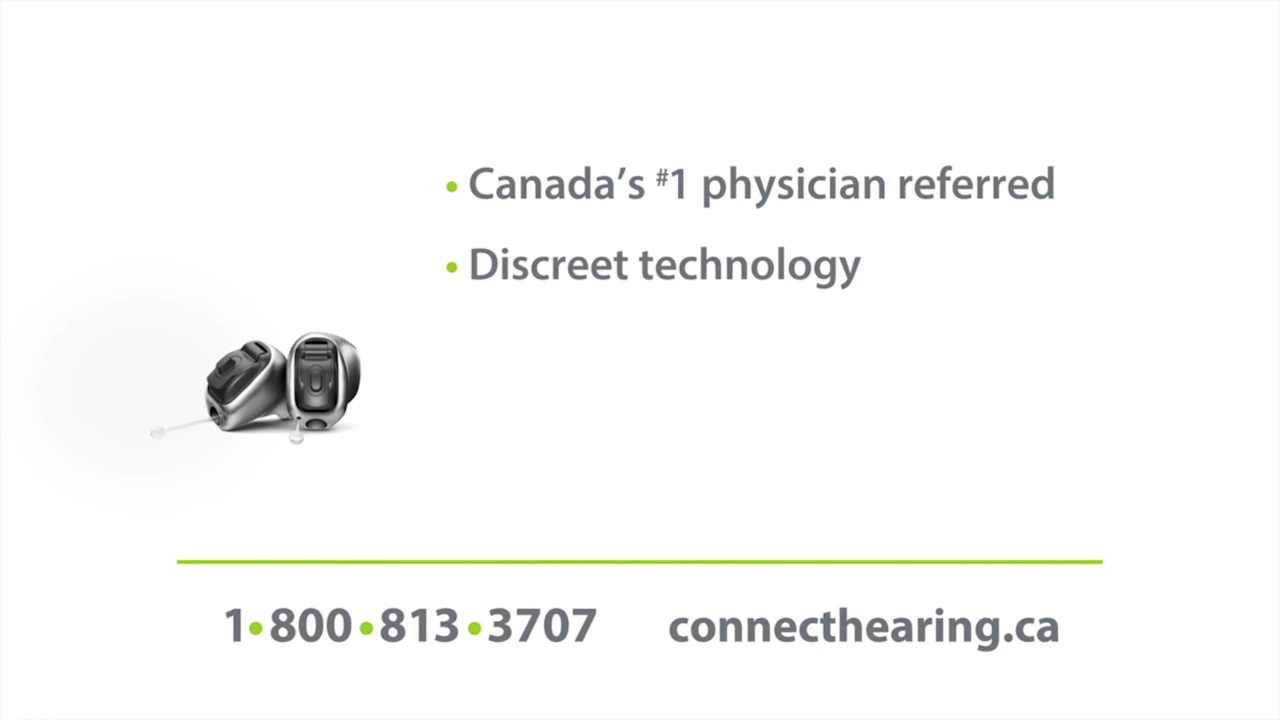 • Canada's #1 physician referred
• Discreet technology
1•800•813•3707 connecthearing.ca